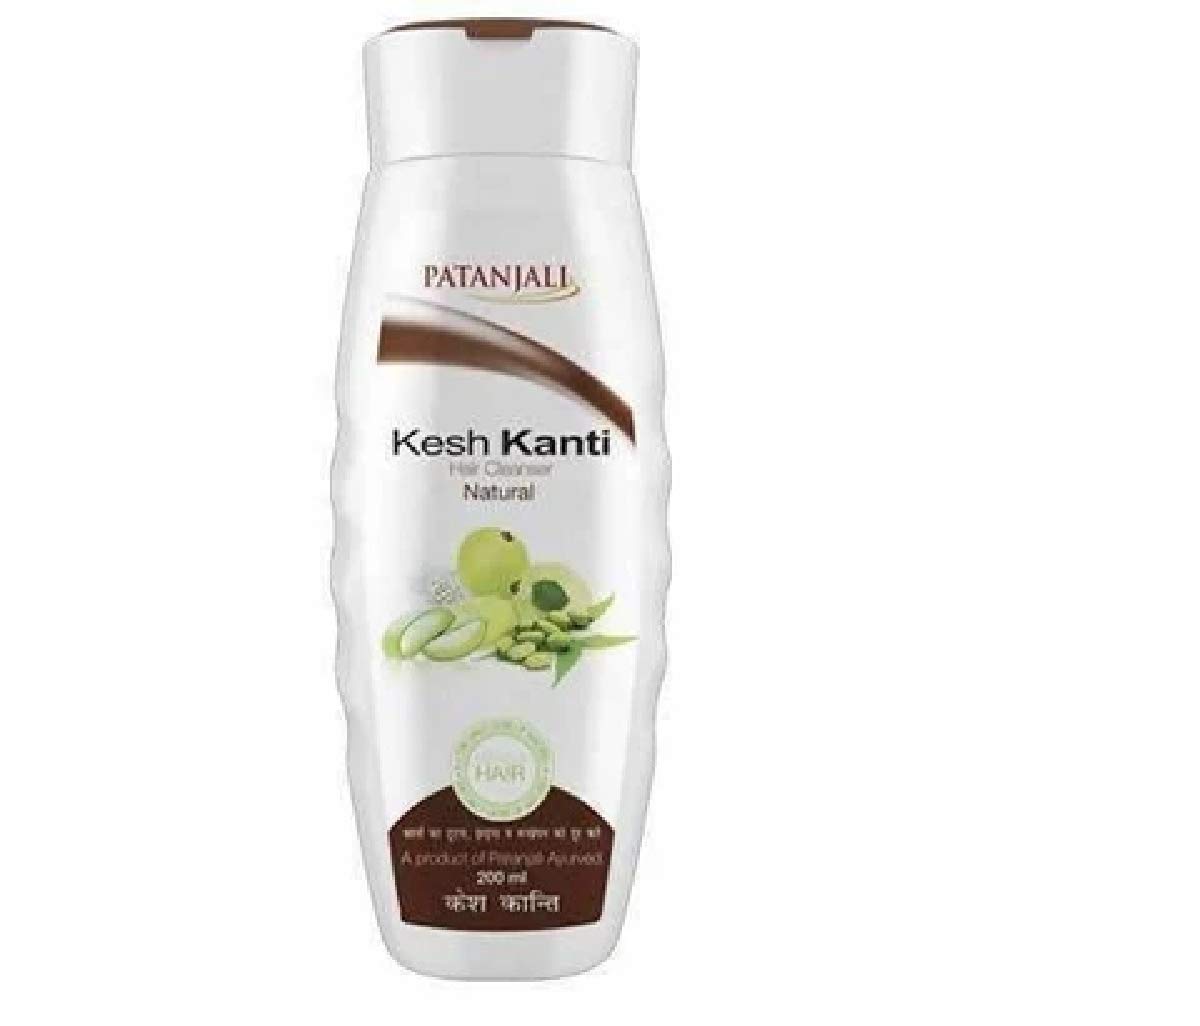 PATANJALI
Kesh Kanti
Hair Cleanser
Natural
HAIR
A product of Patanjali Ayurved
200 ml
केश कान्ति